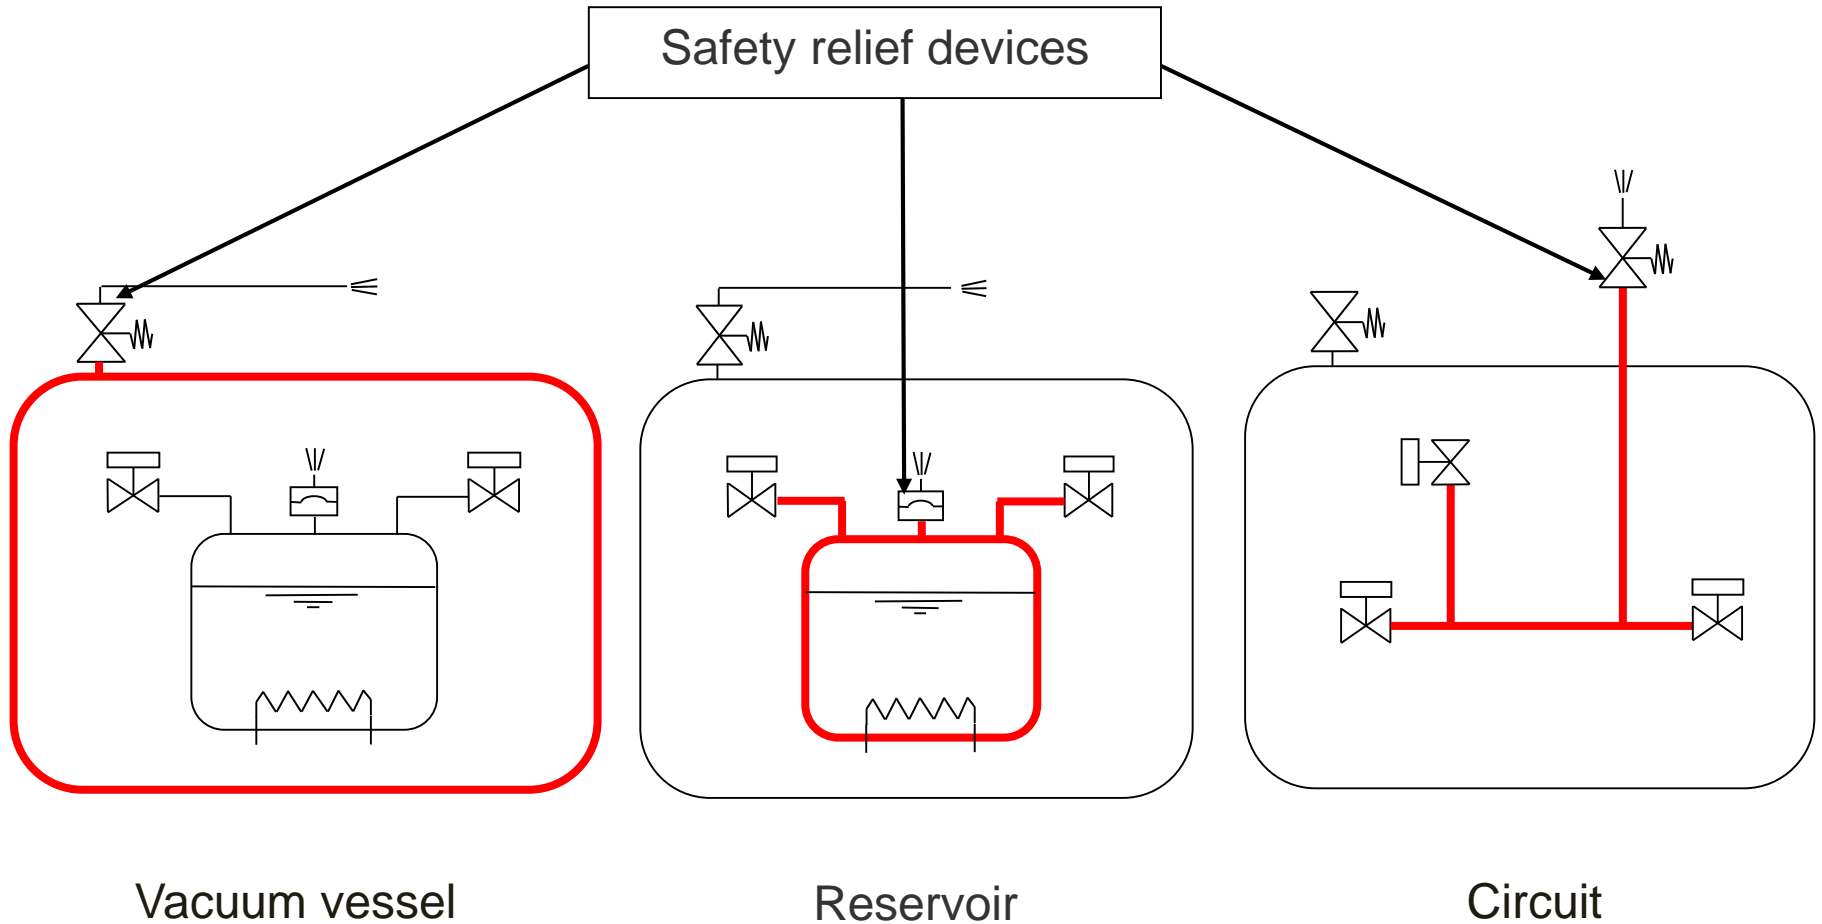 Safety relief devices
Vacuum vessel
Reservoir
Circuit